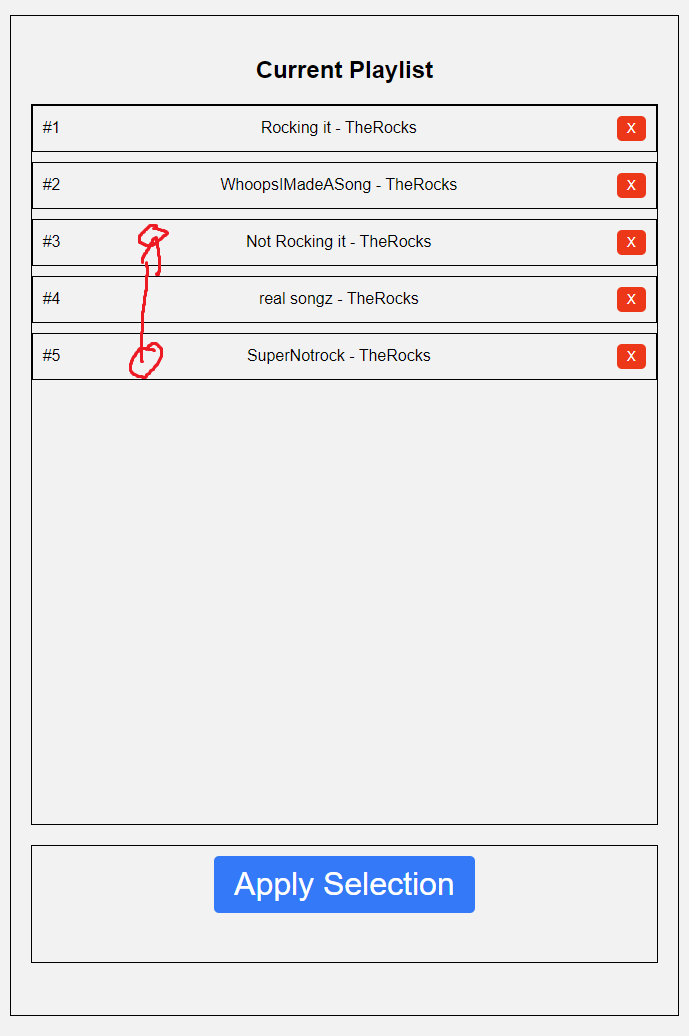 Current Playlist
#1 Rocking it - TheRocks X
#2 WhoopsIMadeASong - TheRocks X
#3 Not Rocking it - TheRocks X
#4 real songz - TheRocks X
#5 SuperNotrock - TheRocks X
Apply Selection